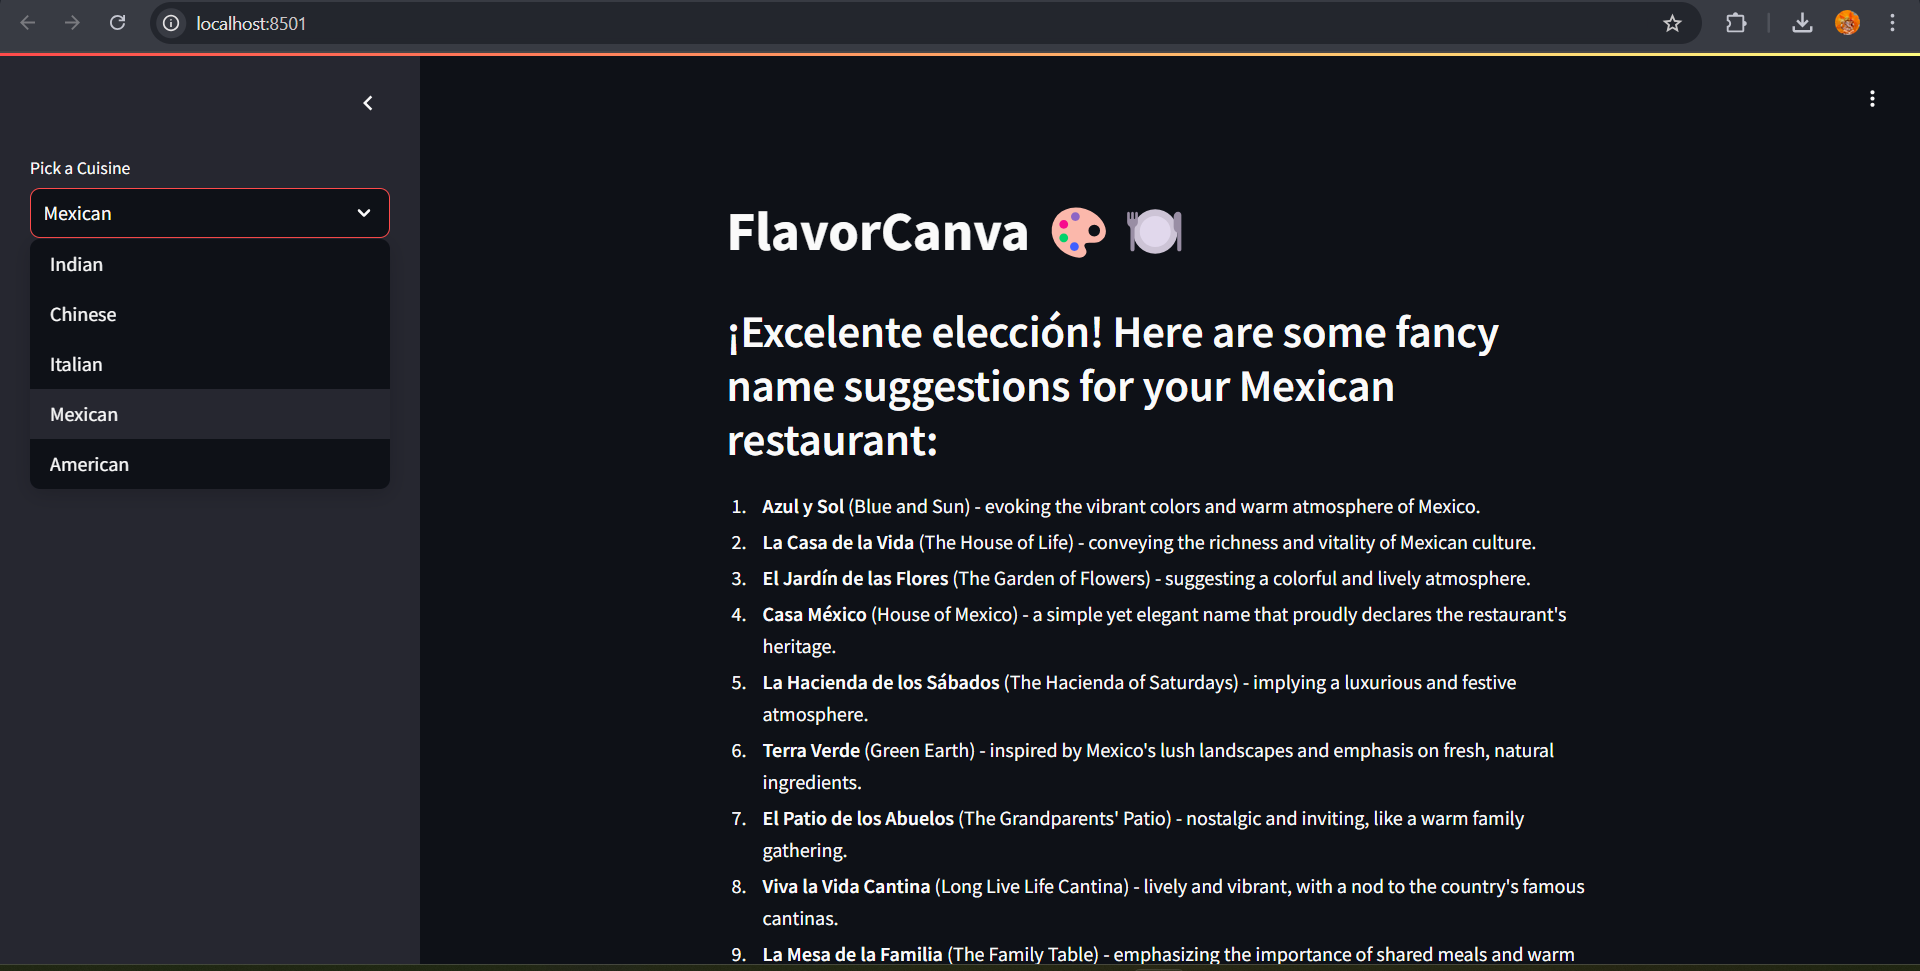 localhost:8501
Pick a Cuisine
Mexican
Indian
Chinese
Italian
Mexican
American
FlavorCanva
¡Excelente elección! Here are some fancy
name suggestions for your Mexican
restaurant:
1. Azul y Sol (Blue and Sun) - evoking the vibrant colors and warm atmosphere of Mexico.
2. La Casa de la Vida (The House of Life) - conveying the richness and vitality of Mexican culture.
3. El Jardín de las Flores (The Garden of Flowers) - suggesting a colorful and lively atmosphere.
4. Casa México (House of Mexico) - a simple yet elegant name that proudly declares the restaurant's
heritage.
5. La Hacienda de los Sábados (The Hacienda of Saturdays) - implying a luxurious and festive
atmosphere.
6. Terra Verde (Green Earth) - inspired by Mexico's lush landscapes and emphasis on fresh, natural
ingredients.
7. El Patio de los Abuelos (The Grandparents' Patio) - nostalgic and inviting, like a warm family
gathering.
8. Viva la Vida Cantina (Long Live Life Cantina) - lively and vibrant, with a nod to the country's famous
cantinas.
9. La Mesa de la Familia (The Family Table) - emphasizing the importance of shared meals and warm